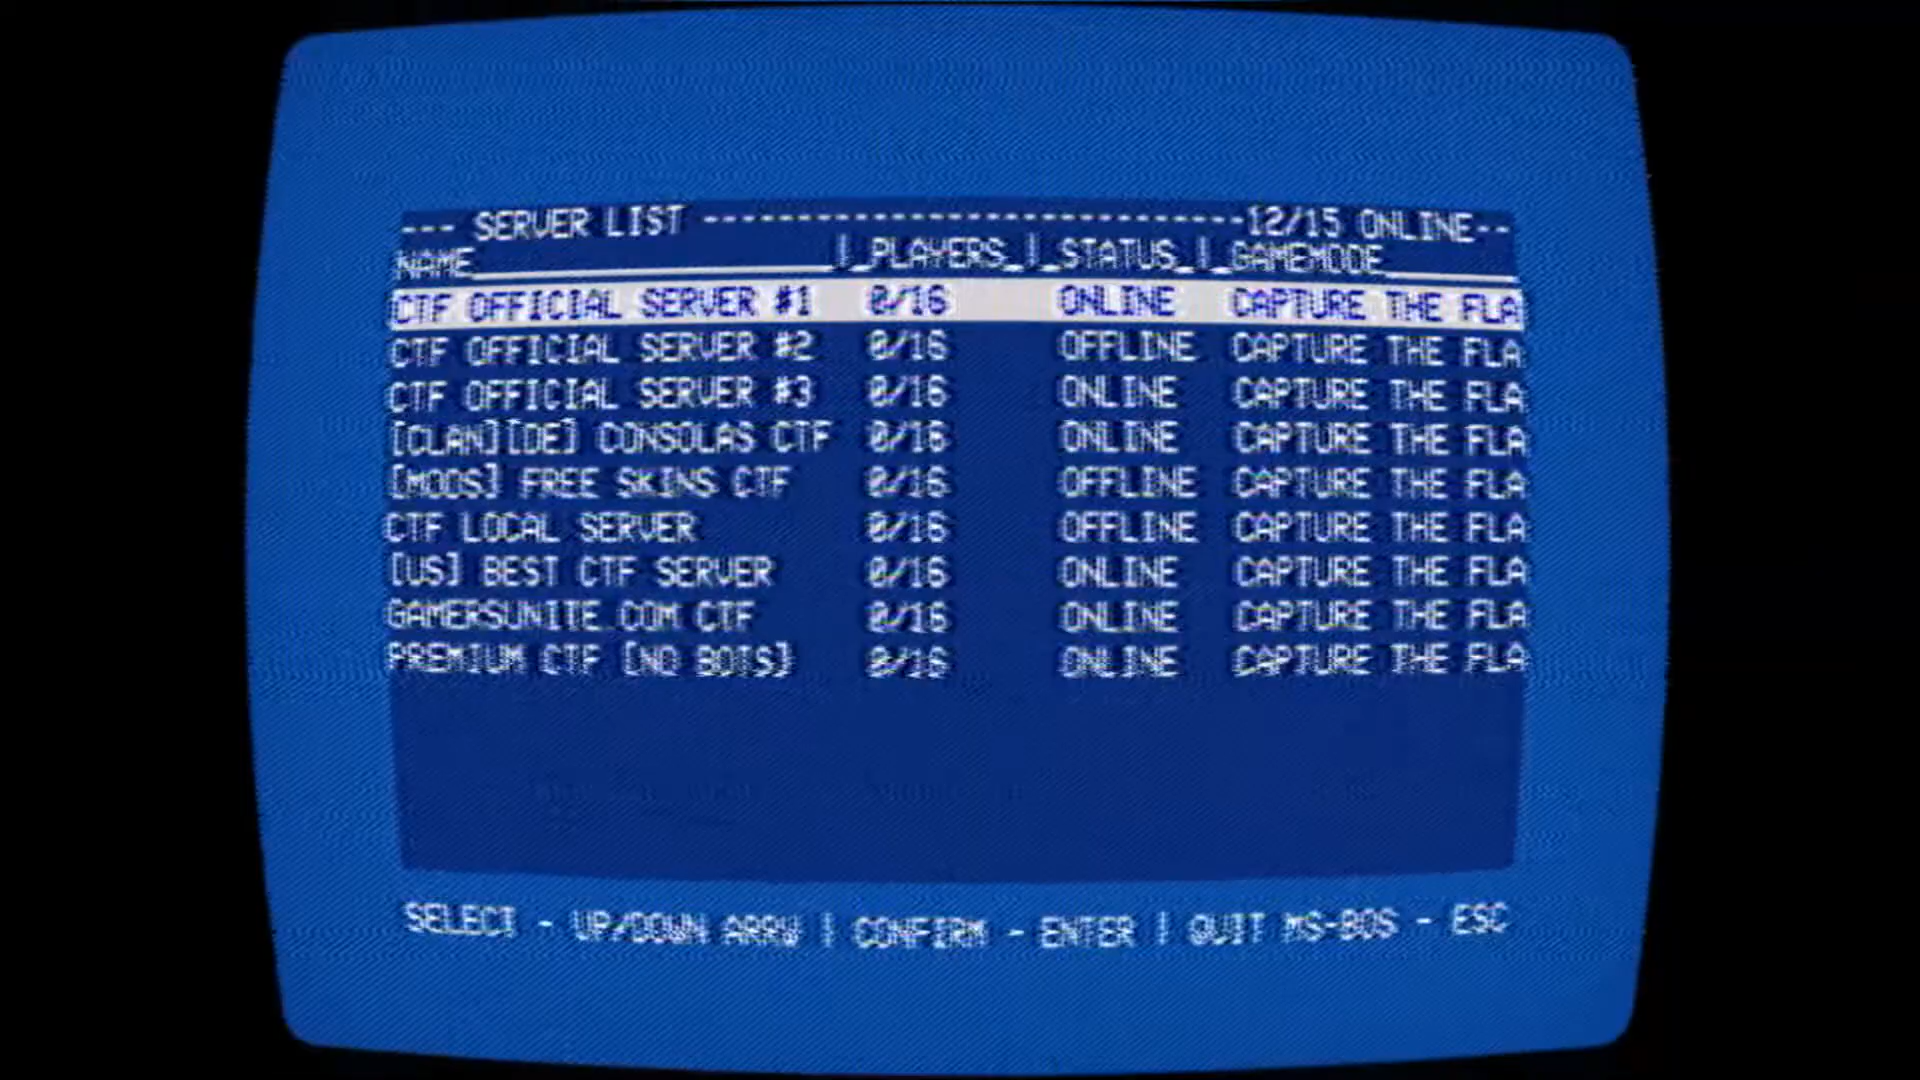 --- SERVER LIST --------------------------------12/15 ONLINE--
NAME______________________|_PLAYERS_|_STATUS_|_GAMEMODE________
CTF OFFICIAL SERVER #1 0/16 ONLINE CAPTURE THE FLA
CTF OFFICIAL SERVER #2 0/16 OFFLINE CAPTURE THE FLA
CTF OFFICIAL SERVER #3 0/16 ONLINE CAPTURE THE FLA
[CLAN][DE] CONSOLAS CTF 0/16 ONLINE CAPTURE THE FLA
[MODS] FREE SKINS CTF 0/16 OFFLINE CAPTURE THE FLA
CTF LOCAL SERVER 0/16 OFFLINE CAPTURE THE FLA
[US] BEST CTF SERVER 0/16 ONLINE CAPTURE THE FLA
GAMERSUNITE.COM CTF 0/16 ONLINE CAPTURE THE FLA
PREMIUM CTF [NO BOTS] 0/16 ONLINE CAPTURE THE FLA
SELECT - UP/DOWN ARRW | CONFIRM - ENTER | QUIT MS-BOS - ESC